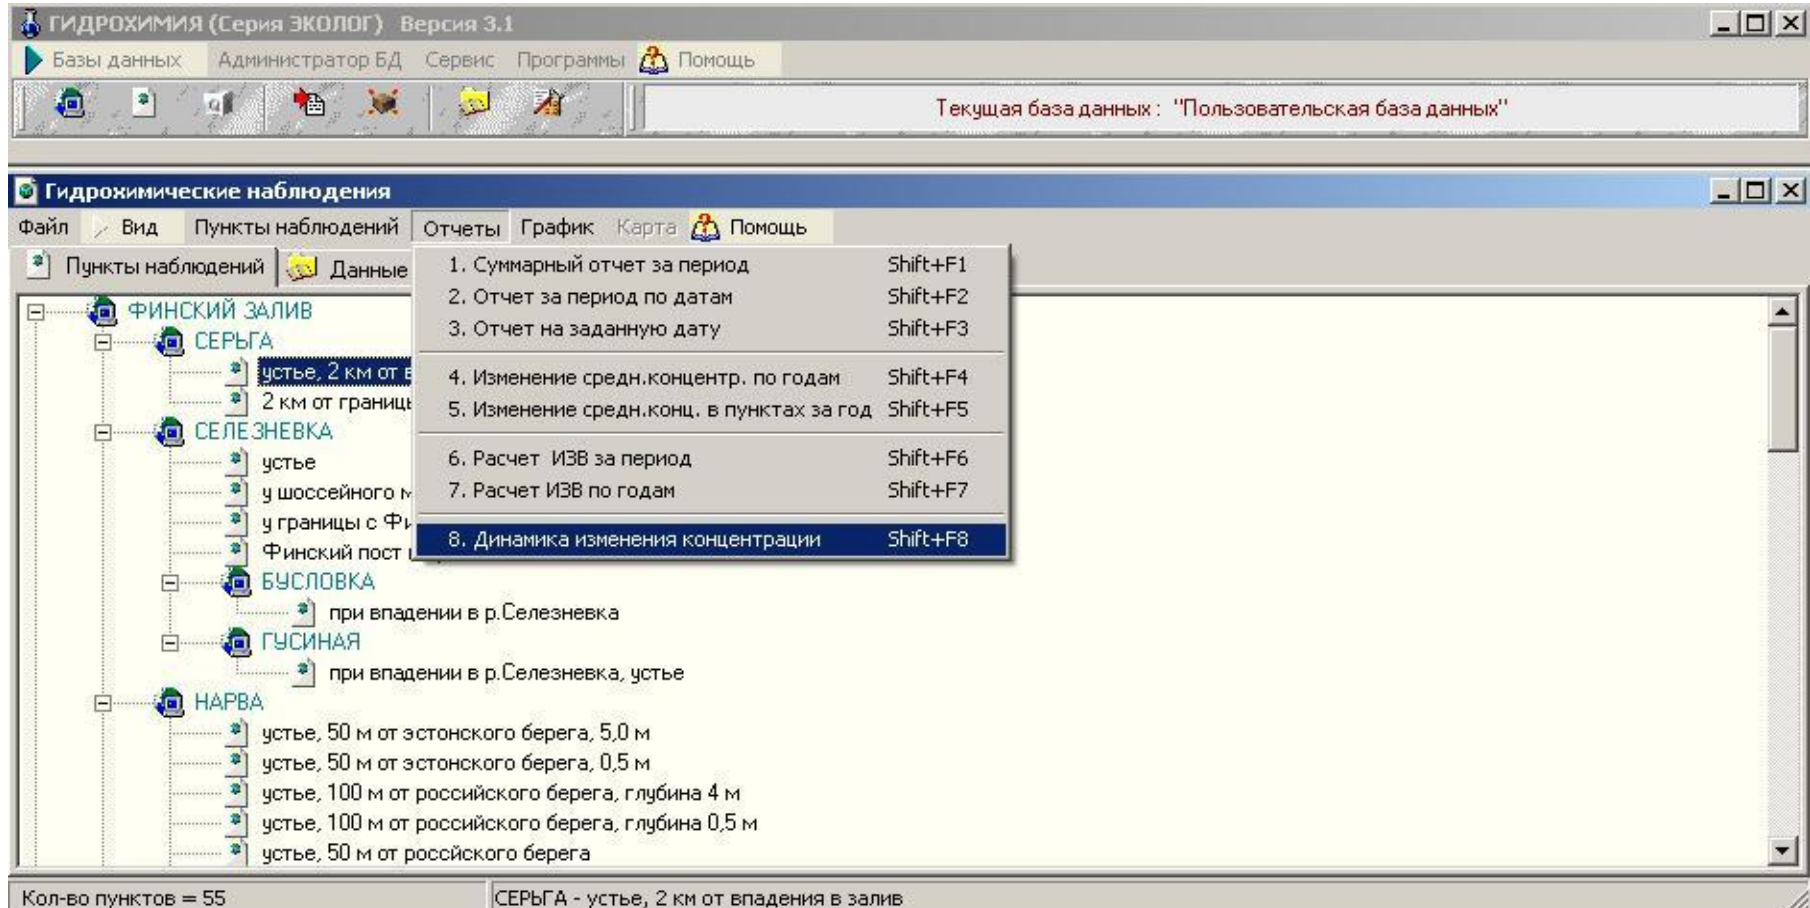 ГИДРОХИМИЯ (Серия ЭКОЛОГ) Версия 3.1
Базы данных Администратор БД Сервис Программы Помощь
Текущая база данных : "Пользовательская база данных"
Гидрохимические наблюдения
Файл Вид Пункты наблюдений Отчеты График Карта Помощь
Пункты наблюдений Данные
1. Суммарный отчет за период Shift+F1
2. Отчет за период по датам Shift+F2
3. Отчет на заданную дату Shift+F3
4. Изменение средн.концентр. по годам Shift+F4
5. Изменение средн.конц. в пунктах за год Shift+F5
6. Расчет ИЗВ за период Shift+F6
7. Расчет ИЗВ по годам Shift+F7
8. Динамика изменения концентрации Shift+F8
ФИНСКИЙ ЗАЛИВ
СЕРЬГА
устье, 2 км от в
2 км от границы
СЕЛЕЗНЕВКА
устье
у шоссейного м
у границы с Фи
Финский пост
БУСЛОВКА
при впадении в р.Селезневка
ГУСИНАЯ
при впадении в р.Селезневка, устье
НАРВА
устье, 50 м от эстонского берега, 5,0 м
устье, 50 м от эстонского берега, 0,5 м
устье, 100 м от российского берега, глубина 4 м
устье, 100 м от российского берега, глубина 0,5 м
устье, 50 м от россйского берега
Кол-во пунктов = 55
СЕРЬГА - устье, 2 км от впадения в залив